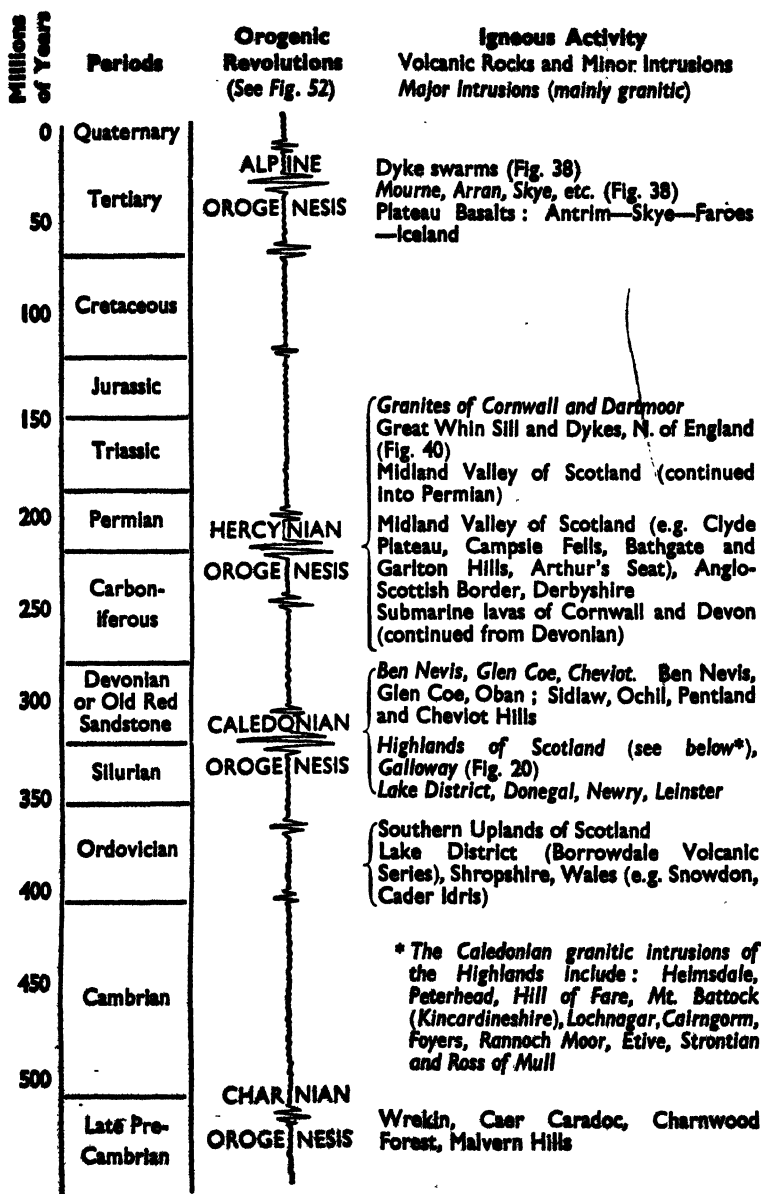 Millions of Years
Periods
Orogenic
Revolutions
(See Fig. 52)
Igneous Activity
Volcanic Rocks and Minor Intrusions
Major Intrusions (mainly granitic)
0
50
100
150
200
250
300
350
400
450
500
Quaternary
Tertiary
Cretaceous
Jurassic
Triassic
Permian
Carbon-
iferous
Devonian
or Old Red
Sandstone
Silurian
Ordovician
Cambrian
Late Pre-
Cambrian
ALPINE
OROGENESIS
HERCYNIAN
OROGENESIS
CALEDONIAN
OROGENESIS
CHARNIAN
OROGENESIS
Dyke swarms (Fig. 38)
Mourne, Arran, Skye, etc. (Fig. 38)
Plateau Basalts : Antrim—Skye—Faroes
—Iceland
Granites of Cornwall and Dartmoor
Great Whin Sill and Dykes, N. of England
(Fig. 40)
Midland Valley of Scotland (continued
into Permian)
Midland Valley of Scotland (e.g. Clyde
Plateau, Campsie Fells, Bathgate and
Garlton Hills, Arthur's Seat), Anglo-
Scottish Border, Derbyshire
Submarine lavas of Cornwall and Devon
(continued from Devonian)
Ben Nevis, Glen Coe, Cheviot. Ben Nevis,
Glen Coe, Oban ; Sidlaw, Ochil, Pentland
and Cheviot Hills
Highlands of Scotland (see below*),
Galloway (Fig. 20)
Lake District, Donegal, Newry, Leinster
Southern Uplands of Scotland
Lake District (Borrowdale Volcanic
Series), Shropshire, Wales (e.g. Snowdon,
Cader Idris)
* The Caledonian granitic intrusions of
the Highlands include : Helmsdale,
Peterhead, Hill of Fare, Mt. Battock
(Kincardineshire), Lochnagar, Cairngorm,
Foyers, Rannoch Moor, Etive, Strontian
and Ross of Mull
Wrekin, Caer Caradoc, Charnwood
Forest, Malvern Hills